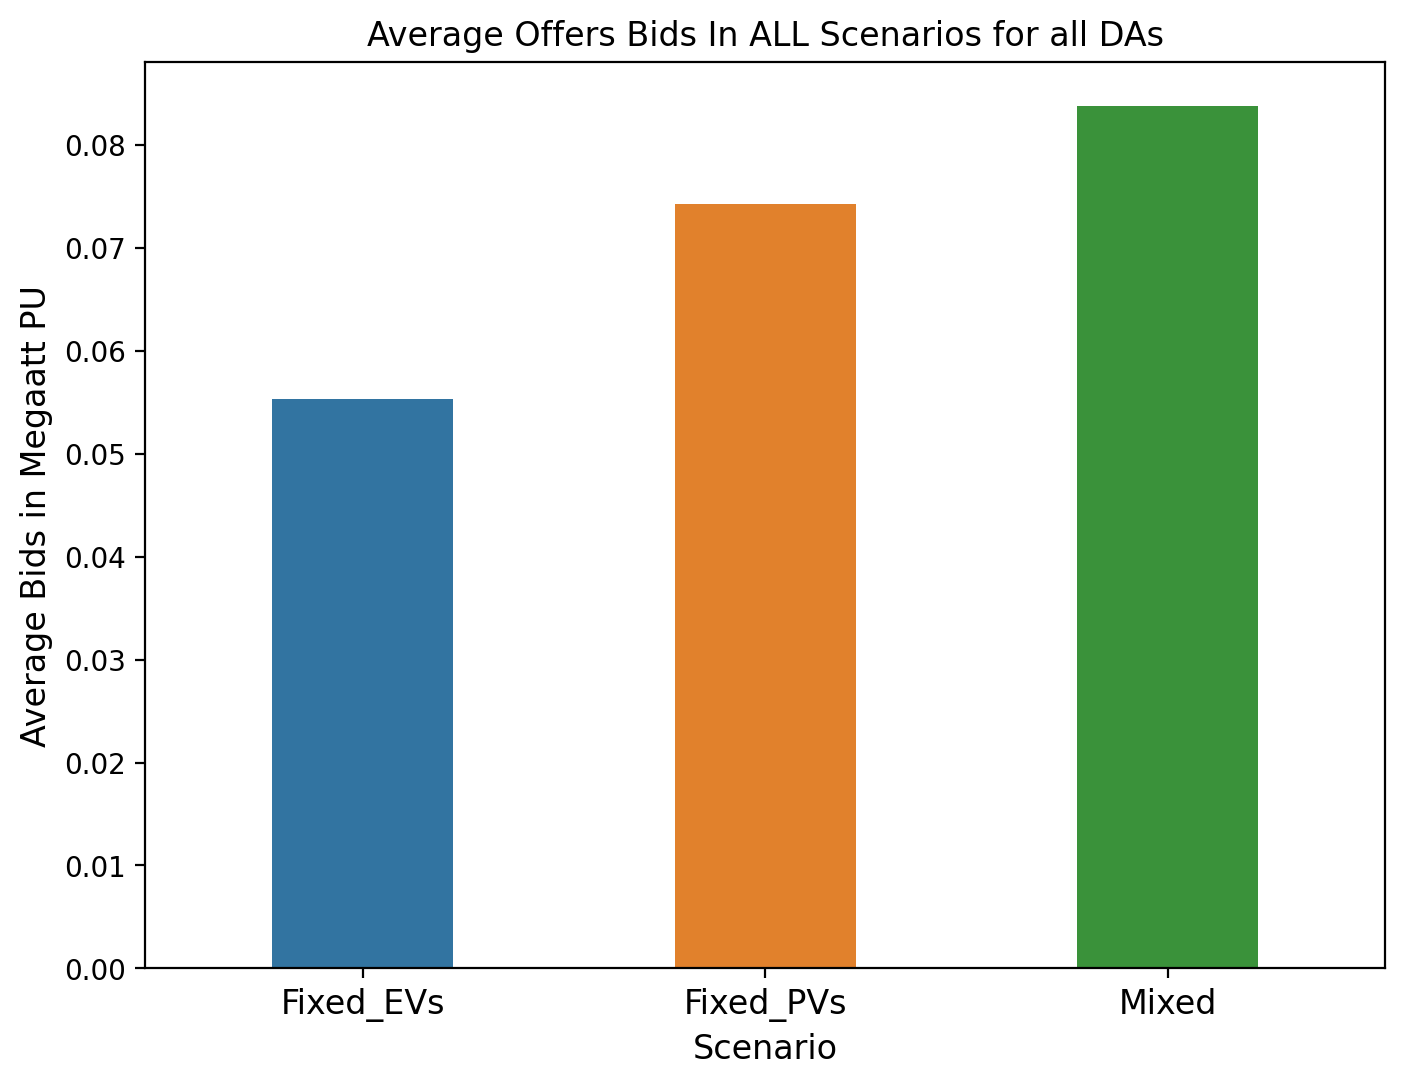 Average Offers Bids In ALL Scenarios for all DAs
Average Bids in Megaatt PU
0.08
0.07
0.06
0.05
0.04
0.03
0.02
0.01
0.00
Fixed_EVs Fixed_PVs Mixed
Scenario